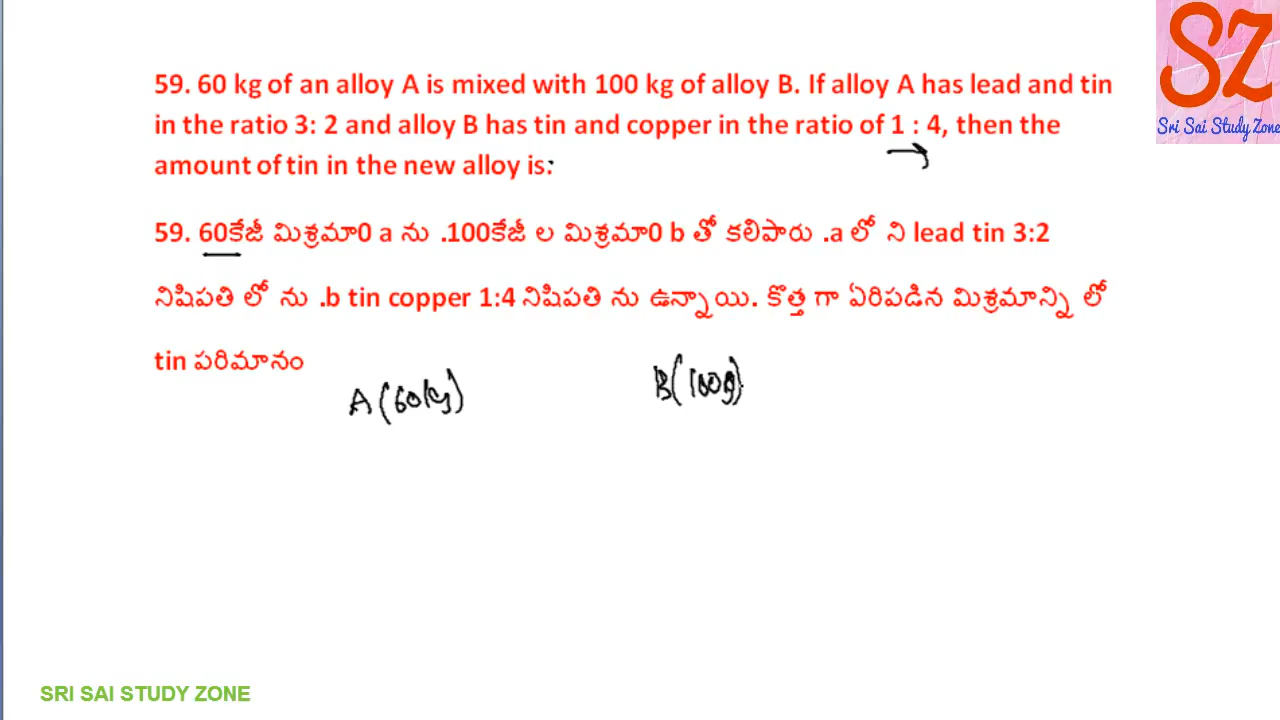 SZ
Sri Sai Study Zone
59. 60 kg of an alloy A is mixed with 100 kg of alloy B. If alloy A has lead and tin
in the ratio 3: 2 and alloy B has tin and copper in the ratio of 1 : 4, then the
amount of tin in the new alloy is:
59. 60కేజీ మిశ్రమా0 a ను .100కేజీ ల మిశ్రమా0 b తో కలిపారు .a లో ని lead tin 3:2
నిషిపతి లో ను .b tin copper 1:4 నిషిపతి ను ఉన్నాయి. కొత్త గా ఏరిపడిన మిశ్రమాన్ని లో
tin పరిమానం
A (60kg) B (100g)
SRI SAI STUDY ZONE